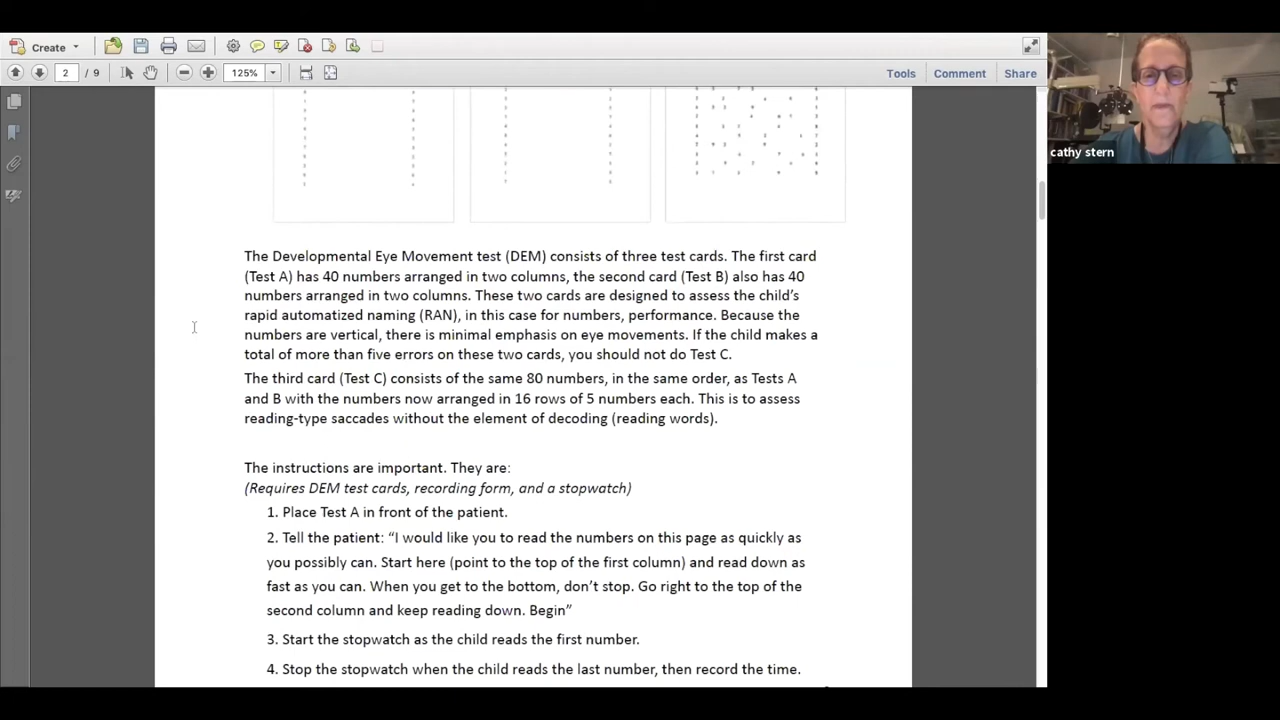 Create
2 / 9
125%
Tools
Comment
Share
cathy stern
The Developmental Eye Movement test (DEM) consists of three test cards. The first card
(Test A) has 40 numbers arranged in two columns, the second card (Test B) also has 40
numbers arranged in two columns. These two cards are designed to assess the child’s
rapid automatized naming (RAN), in this case for numbers, performance. Because the
numbers are vertical, there is minimal emphasis on eye movements. If the child makes a
total of more than five errors on these two cards, you should not do Test C.
The third card (Test C) consists of the same 80 numbers, in the same order, as Tests A
and B with the numbers now arranged in 16 rows of 5 numbers each. This is to assess
reading-type saccades without the element of decoding (reading words).
The instructions are important. They are:
(Requires DEM test cards, recording form, and a stopwatch)
1. Place Test A in front of the patient.
2. Tell the patient: “I would like you to read the numbers on this page as quickly as
you possibly can. Start here (point to the top of the first column) and read down as
fast as you can. When you get to the bottom, don’t stop. Go right to the top of the
second column and keep reading down. Begin”
3. Start the stopwatch as the child reads the first number.
4. Stop the stopwatch when the child reads the last number, then record the time.